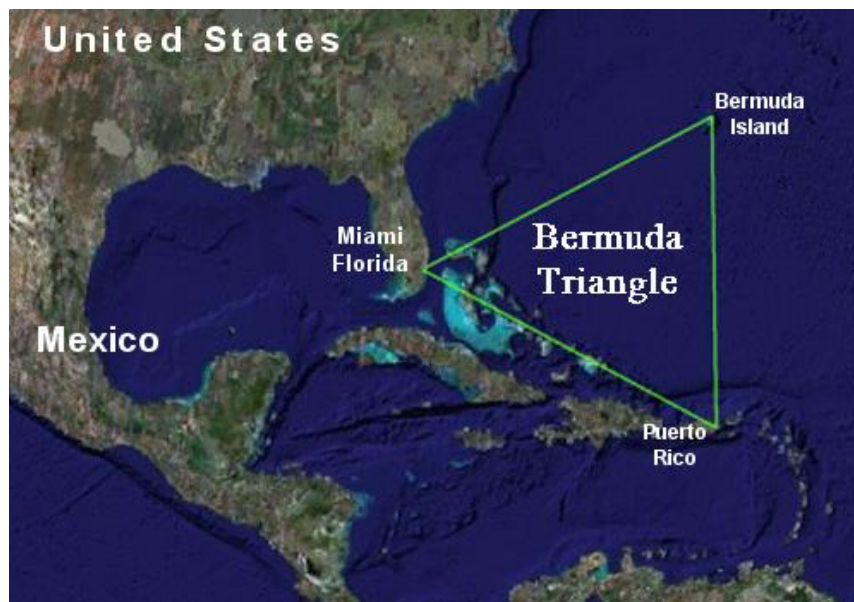 United States
Bermuda
Island
Miami
Florida
Bermuda
Triangle
Mexico
Puerto
Rico